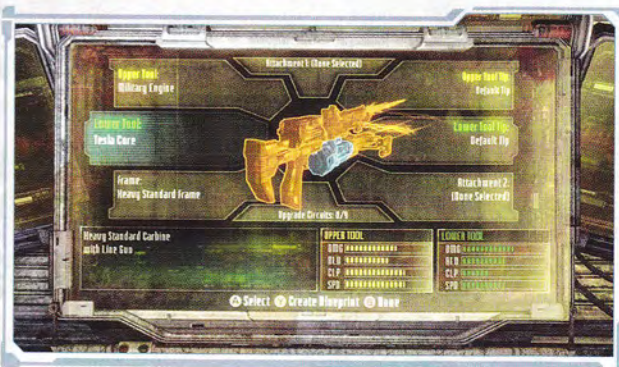 Attachment 1: (None Selected)
Upper Tool:
Military Engine
Upper Tool Tip:
Default Tip
Lower Tool:
Tesla Core
Lower Tool Tip:
Default Tip
Frame:
Heavy Standard Frame
Attachment 2:
(None Selected)
Upgrade Circuits: 0/9
Heavy Standard Carbine
with Line Gun
UPPER TOOL
DMG
RLD
CLP
SPD
LOWER TOOL
DMG
RLD
CLP
SPD
A Select Y Create Blueprint B Done